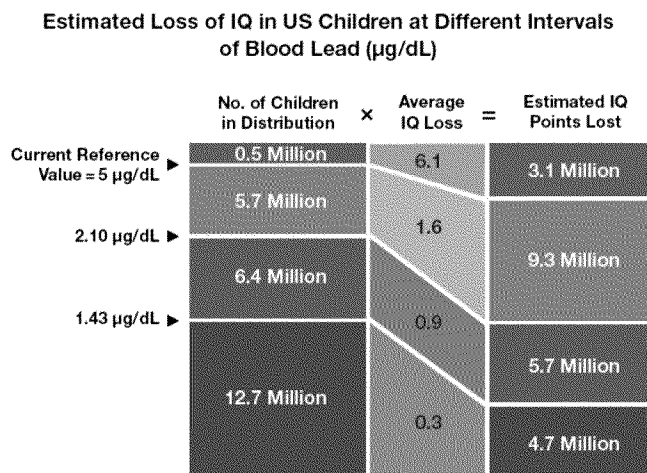 Estimated Loss of IQ in US Children at Different Intervals
of Blood Lead (µg/dL)
No. of Children
in Distribution
×
Average
IQ Loss
=
Estimated IQ
Points Lost
Current Reference
Value = 5 µg/dL
0.5 Million
6.1
3.1 Million
5.7 Million
1.6
9.3 Million
2.10 µg/dL
6.4 Million
0.9
5.7 Million
1.43 µg/dL
12.7 Million
0.3
4.7 Million